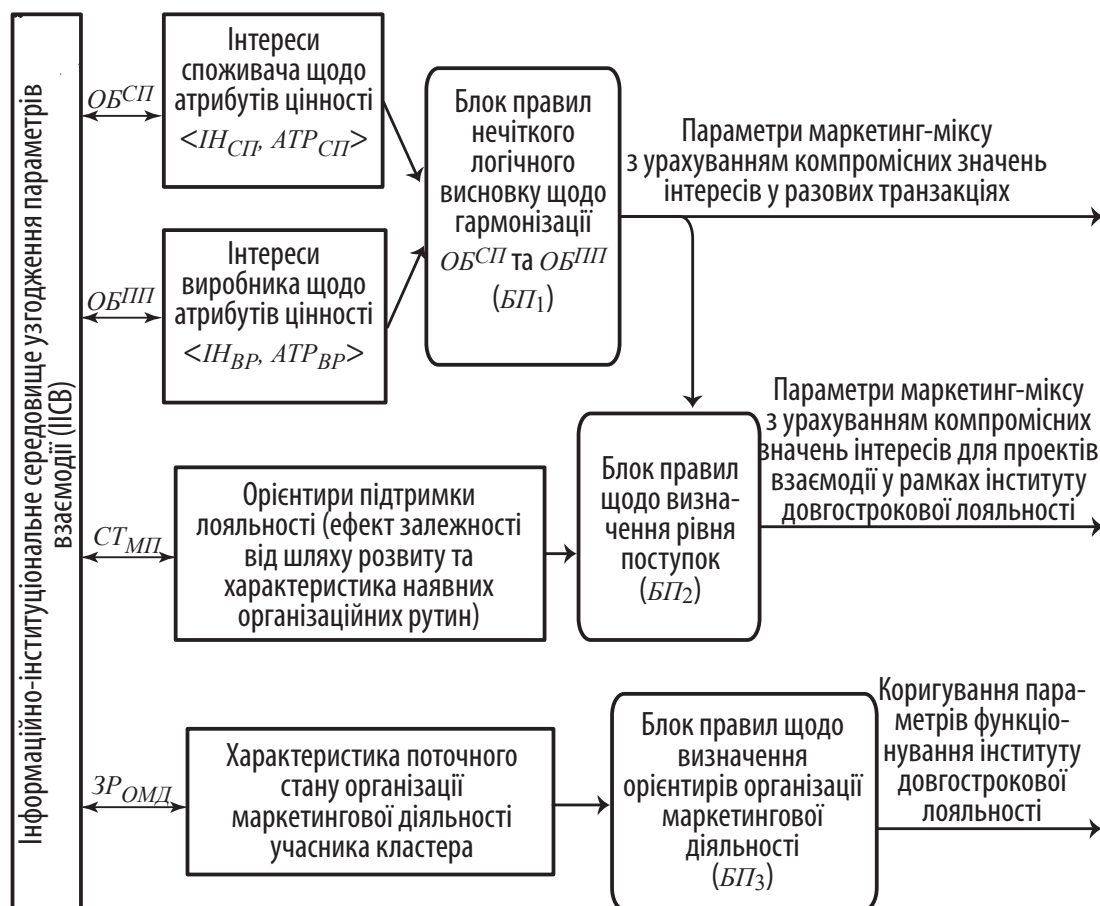 Інформаційно-інституціональне середовище узгодження параметрів
взаємодії (ІІСВ)
ОБ^СП
Інтереси
споживача щодо
атрибутів цінності
<ІН_СП, АТР_СП>
ОБ^ПП
Інтереси
виробника щодо
атрибутів цінності
<ІН_ВР, АТР_ВР>
Блок правил
нечіткого
логічного
висновку щодо
гармонізації
ОБ^СП та ОБ^ПП
(БП_1)
Параметри маркетинг-міксу
з урахуванням компромісних значень
інтересів у разових транзакціях
СТ_МП
Орієнтири підтримки
лояльності (ефект залежності
від шляху розвиту та
характеристика наявних
організаційних рутин)
Блок правил
щодо визна-
чення рівня
поступок
(БП_2)
Параметри маркетинг-міксу
з урахуванням компромісних
значень інтересів для проектів
взаємодії у рамках інституту
довгострокової лояльності
ЗР_ОМД
Характеристика поточного
стану організації
маркетингової діяльності
учасника кластера
Блок правил щодо
визначення
орієнтирів організації
маркетингової
діяльності
(БП_3)
Коригування пара-
метрів функціо-
нування інституту
довгострокової
лояльності